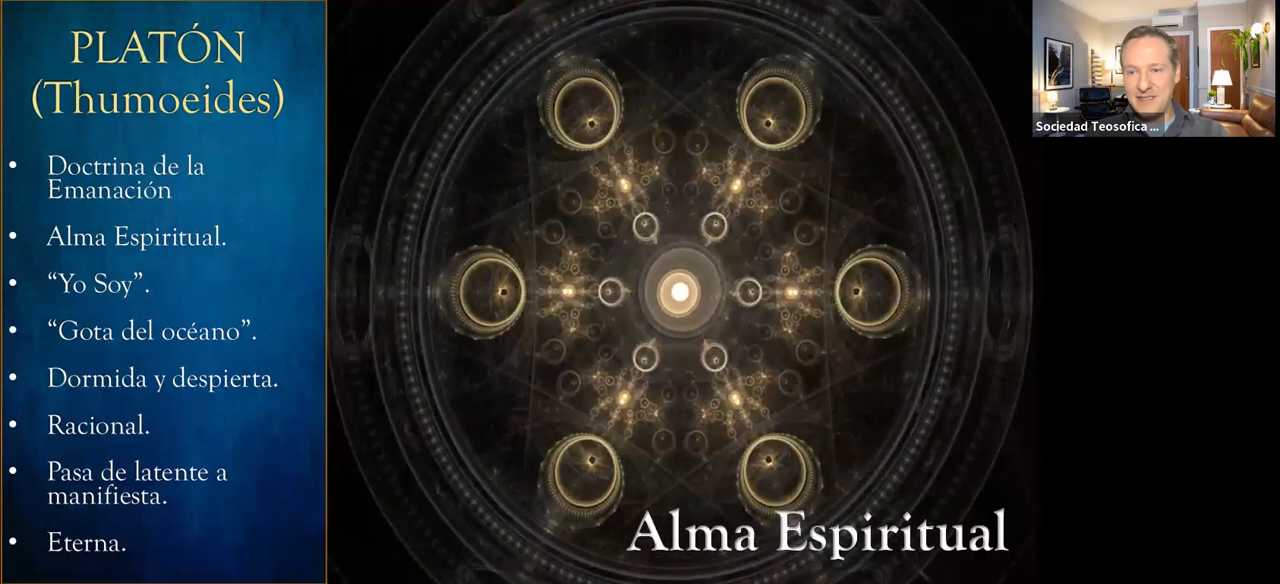 PLATÓN
(Thumoeides)
• Doctrina de la
Emanación
• Alma Espiritual.
• “Yo Soy”.
• “Gota del océano”.
• Dormida y despierta.
• Racional.
• Pasa de latente a
manifiesta.
• Eterna.
Alma Espiritual
Sociedad Teosofica ...